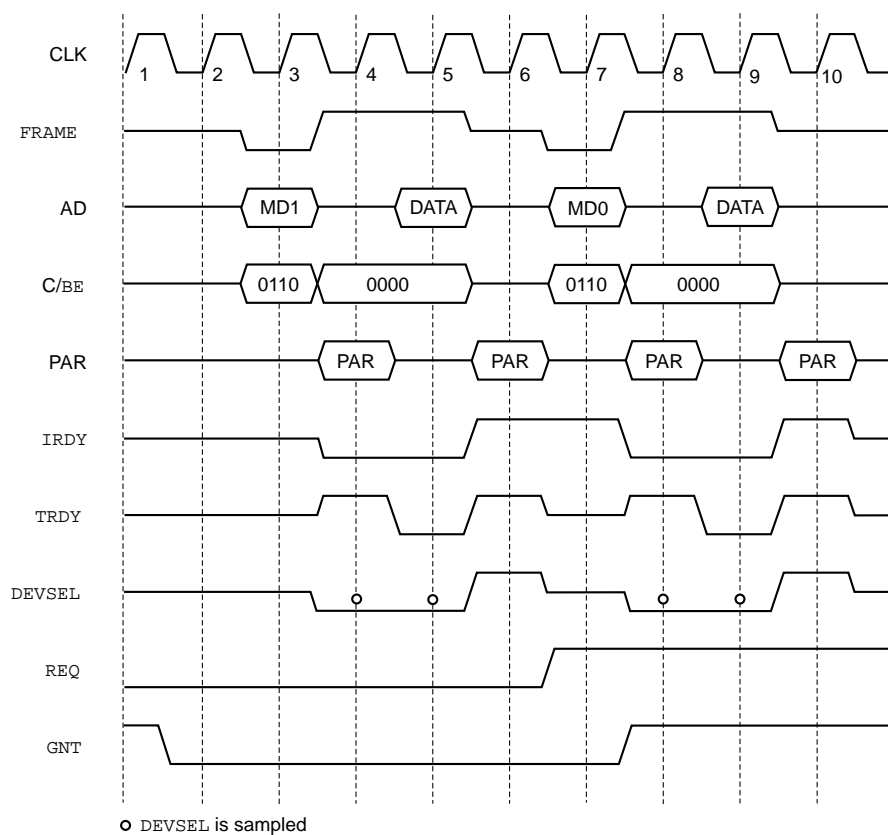 CLK
1 2 3 4 5 6 7 8 9 10
FRAME
AD
MD1 DATA MD0 DATA
C/BE
0110 0000 0110 0000
PAR
PAR PAR PAR PAR
IRDY
TRDY
DEVSEL
REQ
GNT
DEVSEL is sampled